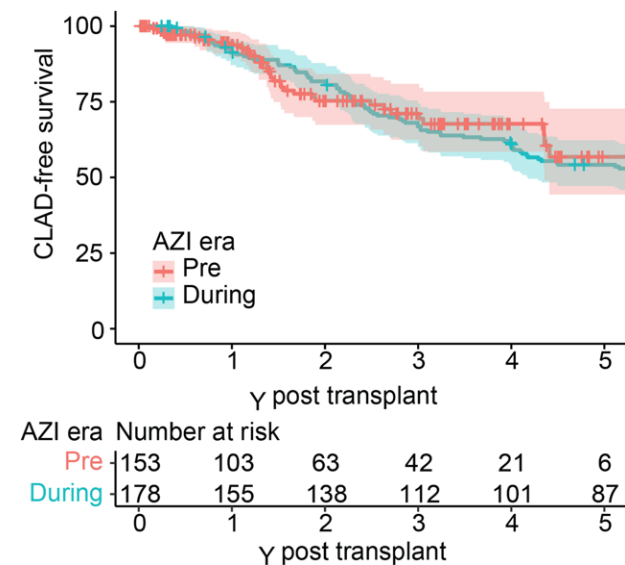 CLAD-free survival
100
75
50
25
0
AZI era
Pre
During
0 1 2 3 4 5
Y post transplant
AZI era Number at risk
Pre 153 103 63 42 21 6
During 178 155 138 112 101 87
0 1 2 3 4 5
Y post transplant